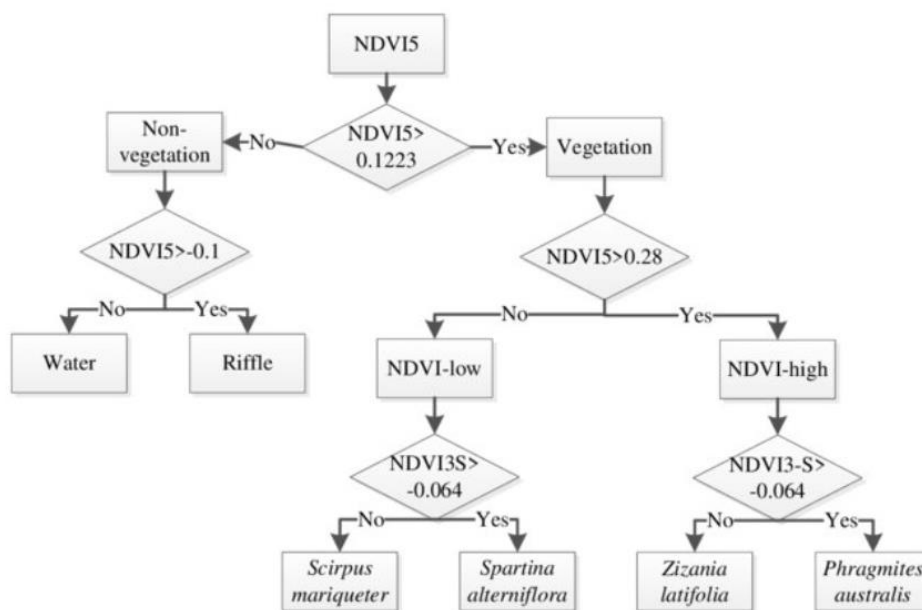 NDVI5
Non-
vegetation
No
NDVI5>
0.1223
Yes
Vegetation
NDVI5>-0.1
NDVI5>0.28
No
Yes
No
Yes
Water
Riffle
NDVI-low
NDVI-high
NDVI3S>
-0.064
NDVI3-S>
-0.064
No
Yes
No
Yes
Scirpus
mariqueter
Spartina
alterniflora
Zizania
latifolia
Phragmites
australis